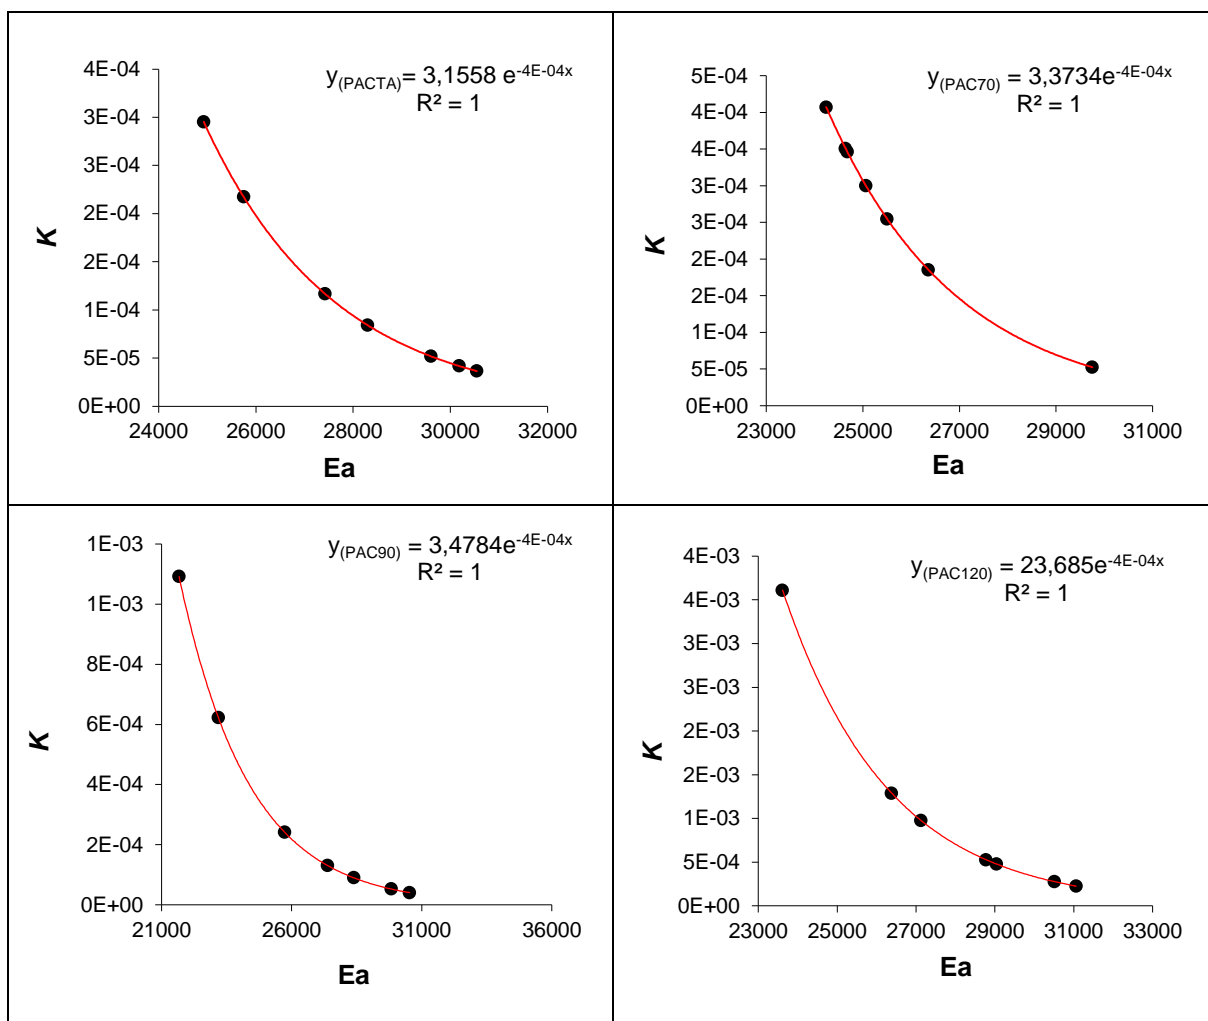 y(PACTA)= 3,1558 e-4E-04x
R² = 1
4E-04
3E-04
3E-04
2E-04
2E-04
1E-04
5E-05
0E+00
K
24000 26000 28000 30000 32000
Ea
y(PAC70) = 3,3734e-4E-04x
R² = 1
5E-04
4E-04
4E-04
3E-04
3E-04
2E-04
2E-04
1E-04
5E-05
0E+00
K
23000 25000 27000 29000 31000
Ea
y(PAC90) = 3,4784e-4E-04x
R² = 1
1E-03
1E-03
8E-04
6E-04
4E-04
2E-04
0E+00
K
21000 26000 31000 36000
Ea
y(PAC120) = 23,685e-4E-04x
R² = 1
4E-03
4E-03
3E-03
3E-03
2E-03
2E-03
1E-03
5E-04
0E+00
K
23000 25000 27000 29000 31000 33000
Ea